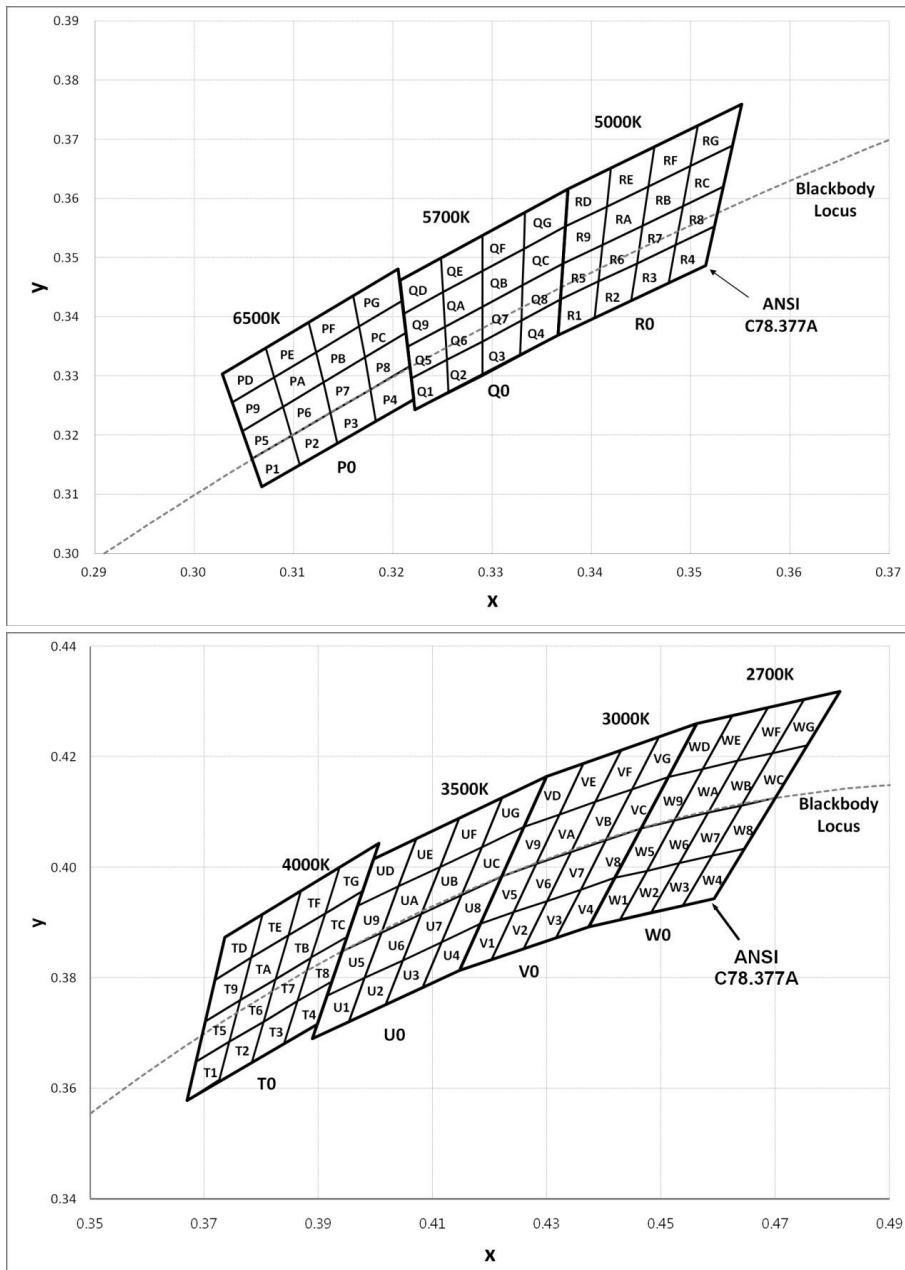 0.39
0.38
0.37
0.36
0.35
0.34
0.33
0.32
0.31
0.30
y
0.29 0.30 0.31 0.32 0.33 0.34 0.35 0.36 0.37
x
5000K
5700K
6500K
Blackbody
Locus
ANSI
C78.377A
RD RE RF RG
R9 RA RB RC
R5 R6 R7 R8
R1 R2 R3 R4
R0
QD QE QF QG
Q9 QA QB QC
Q5 Q6 Q7 Q8
Q1 Q2 Q3 Q4
Q0
PD PE PF PG
P9 PA PB PC
P5 P6 P7 P8
P1 P2 P3 P4
P0
0.44
0.42
0.40
0.38
0.36
0.34
y
0.35 0.37 0.39 0.41 0.43 0.45 0.47 0.49
x
2700K
3000K
3500K
4000K
Blackbody
Locus
ANSI
C78.377A
WD WE WF WG
W9 WA WB WC
W5 W6 W7 W8
W1 W2 W3 W4
W0
VD VE VF VG
V9 VA VB VC
V5 V6 V7 V8
V1 V2 V3 V4
V0
UD UE UF UG
U9 UA UB UC
U5 U6 U7 U8
U1 U2 U3 U4
U0
TD TE TF TG
T9 TA TB TC
T5 T6 T7 T8
T1 T2 T3 T4
T0